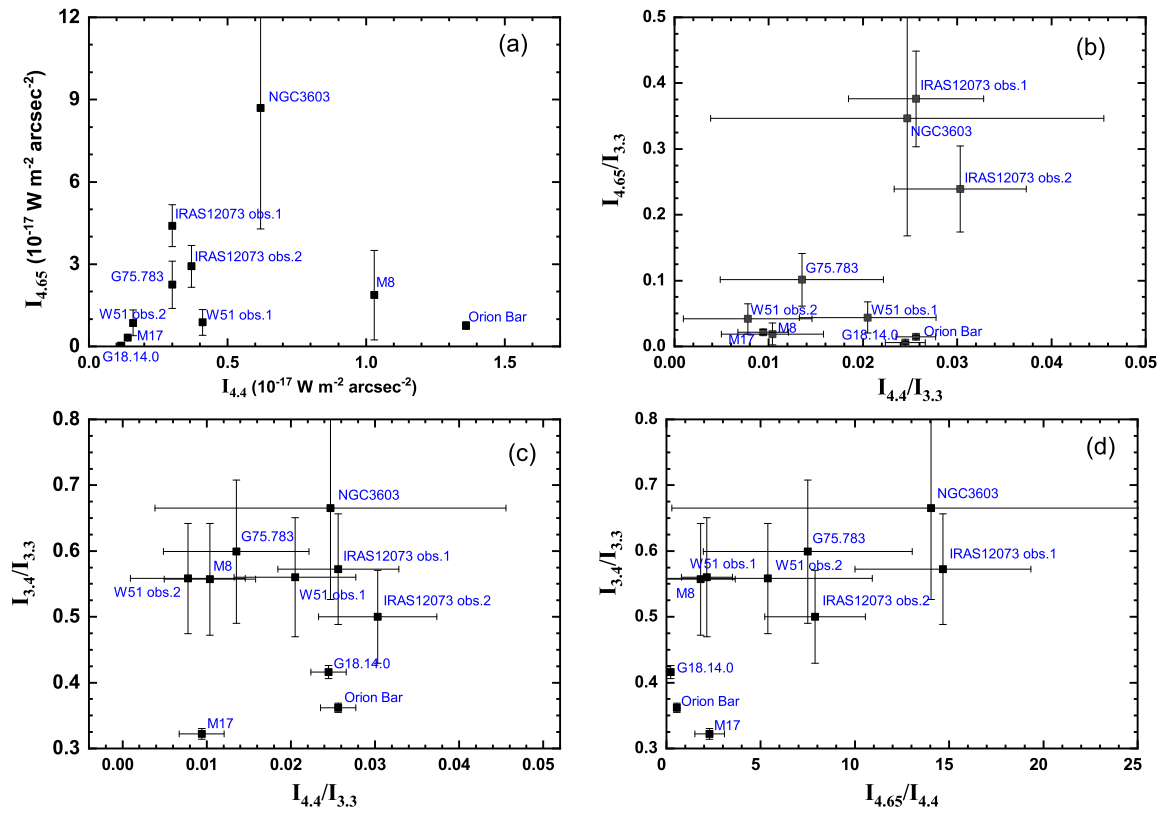 (a)
12
9
6
3
0
I4.65 (10-17 W m-2 arcsec-2)
NGC3603
IRAS12073 obs.1
IRAS12073 obs.2
G75.783
M8
W51 obs.2
W51 obs.1
Orion Bar
M17
G18.14.0
0.0 0.5 1.0 1.5
I4.4 (10-17 W m-2 arcsec-2)
(b)
0.5
0.4
0.3
0.2
0.1
0.0
I4.65/I3.3
IRAS12073 obs.1
NGC3603
IRAS12073 obs.2
G75.783
W51 obs.2
W51 obs.1
M8
M17
G18.14.0
Orion Bar
0.00 0.01 0.02 0.03 0.04 0.05
I4.4/I3.3
(c)
0.8
0.7
0.6
0.5
0.4
0.3
I3.4/I3.3
NGC3603
G75.783
IRAS12073 obs.1
M8
W51 obs.2
W51 obs.1
IRAS12073 obs.2
G18.14.0
Orion Bar
M17
0.00 0.01 0.02 0.03 0.04 0.05
I4.4/I3.3
(d)
0.8
0.7
0.6
0.5
0.4
0.3
I3.4/I3.3
NGC3603
G75.783
IRAS12073 obs.1
W51 obs.1
W51 obs.2
M8
IRAS12073 obs.2
G18.14.0
Orion Bar
M17
0 5 10 15 20 25
I4.65/I4.4